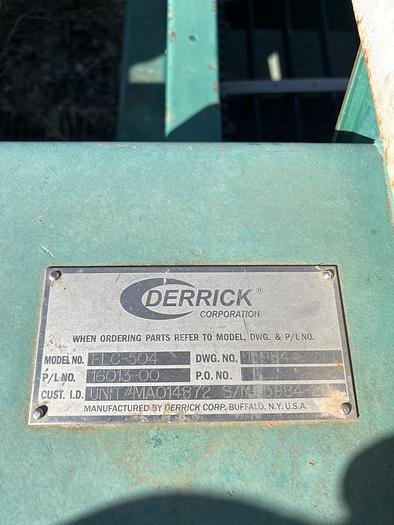 DERRICK®
CORPORATION
WHEN ORDERING PARTS REFER TO MODEL, DWG. & P/L NO.
MODEL NO. FLC-504 DWG. NO.
P/L NO. 16013-00 P.O. NO.
CUST. I.D. UNIT #MA014872
MANUFACTURED BY DERRICK CORP. BUFFALO, N.Y. U.S.A.